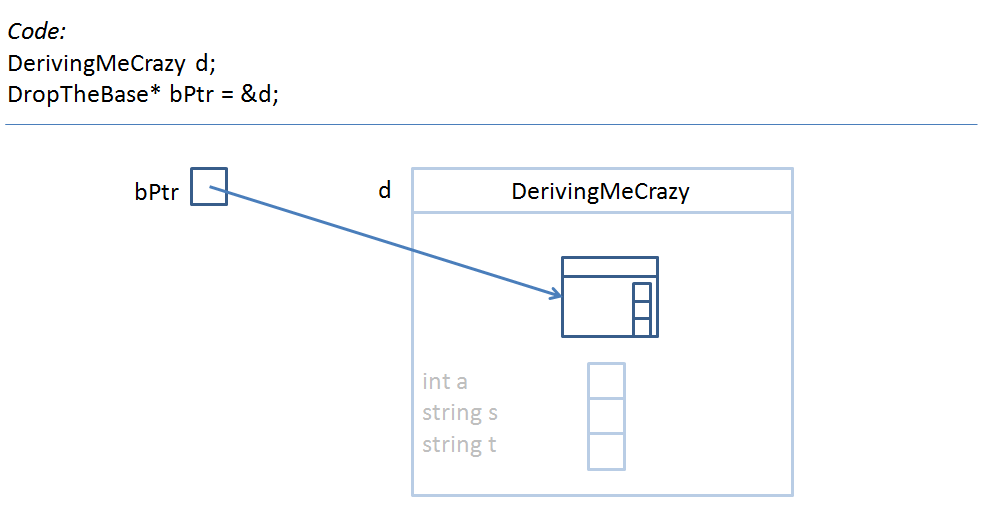 Code:
DerivingMeCrazy d;
DropTheBase* bPtr = &d;
bPtr
d
DerivingMeCrazy
int a
string s
string t